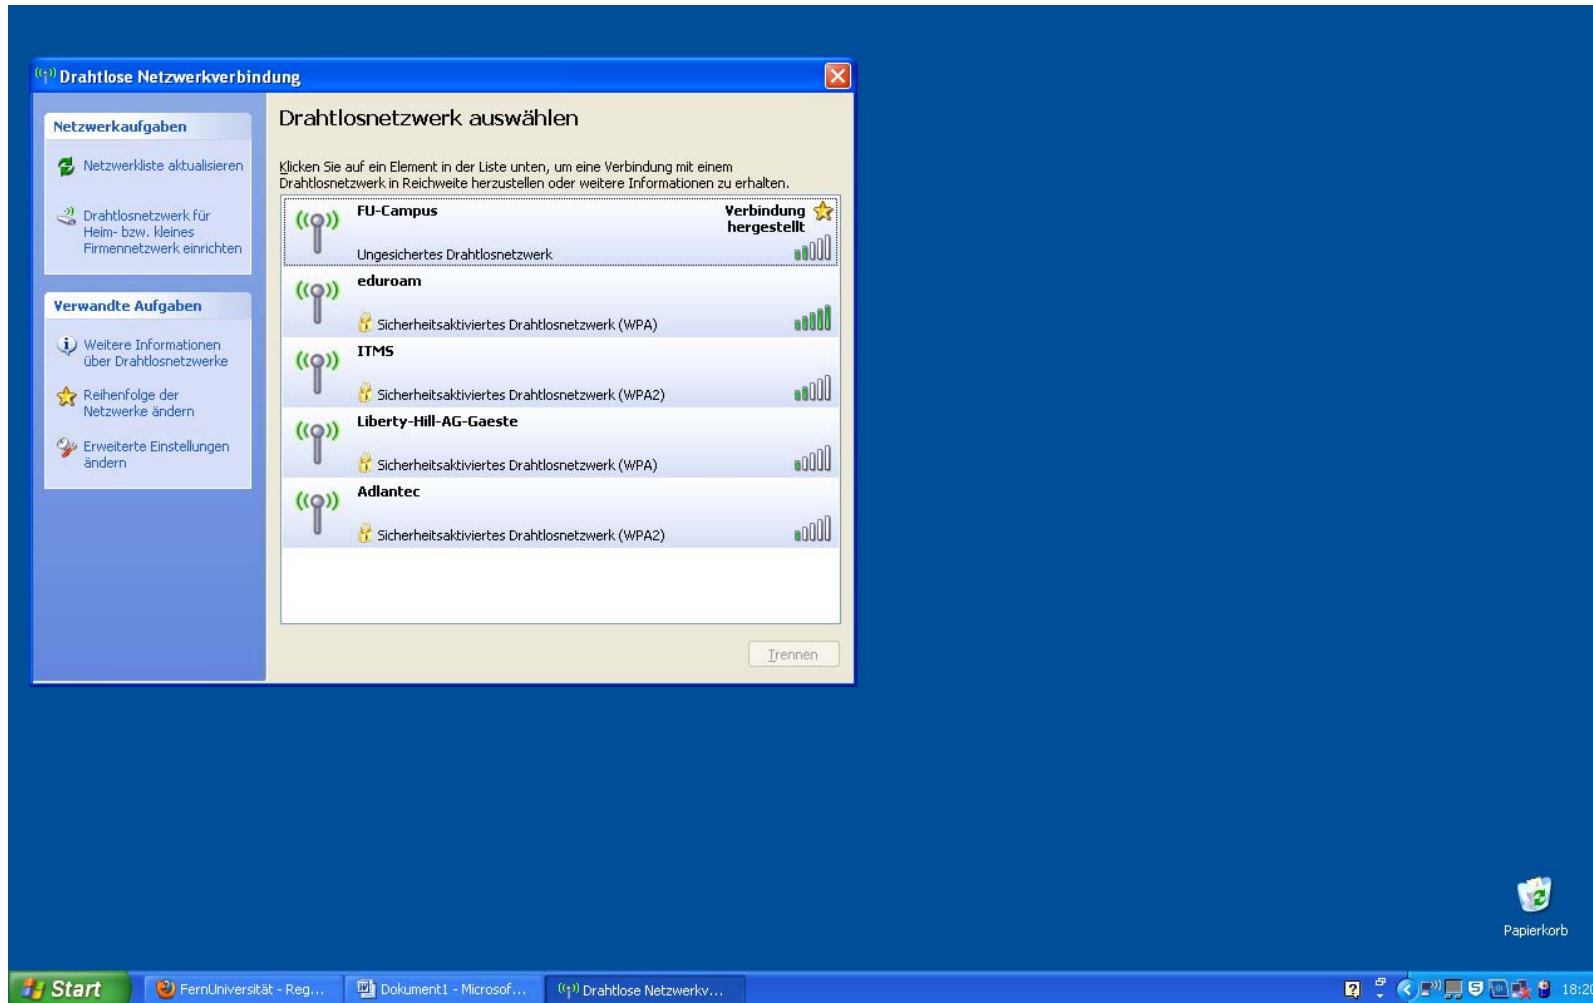 Drahtlose Netzwerkverbindung
Netzwerkaufgaben
Netzwerkliste aktualisieren
Drahtlosnetzwerk für
Heim- bzw. kleines
Firmennetzwerk einrichten
Verwandte Aufgaben
Weitere Informationen
über Drahtlosnetzwerke
Reihenfolge der
Netzwerke ändern
Erweiterte Einstellungen
ändern
Drahtlosnetzwerk auswählen
Klicken Sie auf ein Element in der Liste unten, um eine Verbindung mit einem
Drahtlosnetzwerk in Reichweite herzustellen oder weitere Informationen zu erhalten.
FU-Campus
Verbindung
hergestellt
Ungesichertes Drahtlosnetzwerk
eduroam
Sicherheitsaktiviertes Drahtlosnetzwerk (WPA)
ITMS
Sicherheitsaktiviertes Drahtlosnetzwerk (WPA2)
Liberty-Hill-AG-Gaeste
Sicherheitsaktiviertes Drahtlosnetzwerk (WPA)
Adlantec
Sicherheitsaktiviertes Drahtlosnetzwerk (WPA2)
Trennen
Papierkorb
Start
FernUniversität - Reg...
Dokument1 - Microsof...
Drahtlose Netzwerkv...